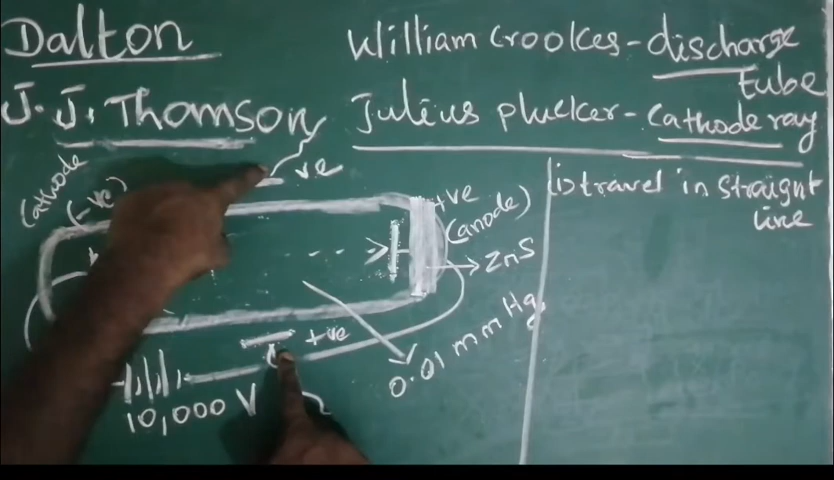 Dalton
J. J. Thomson
William Crookes - discharge
tube
Julius plucker - Cathode ray
Cathode
(-ve)
-ve
+ve
(anode)
ZnS
+ve
0.01 mm Hg
10,000 V
1) travel in straight
line